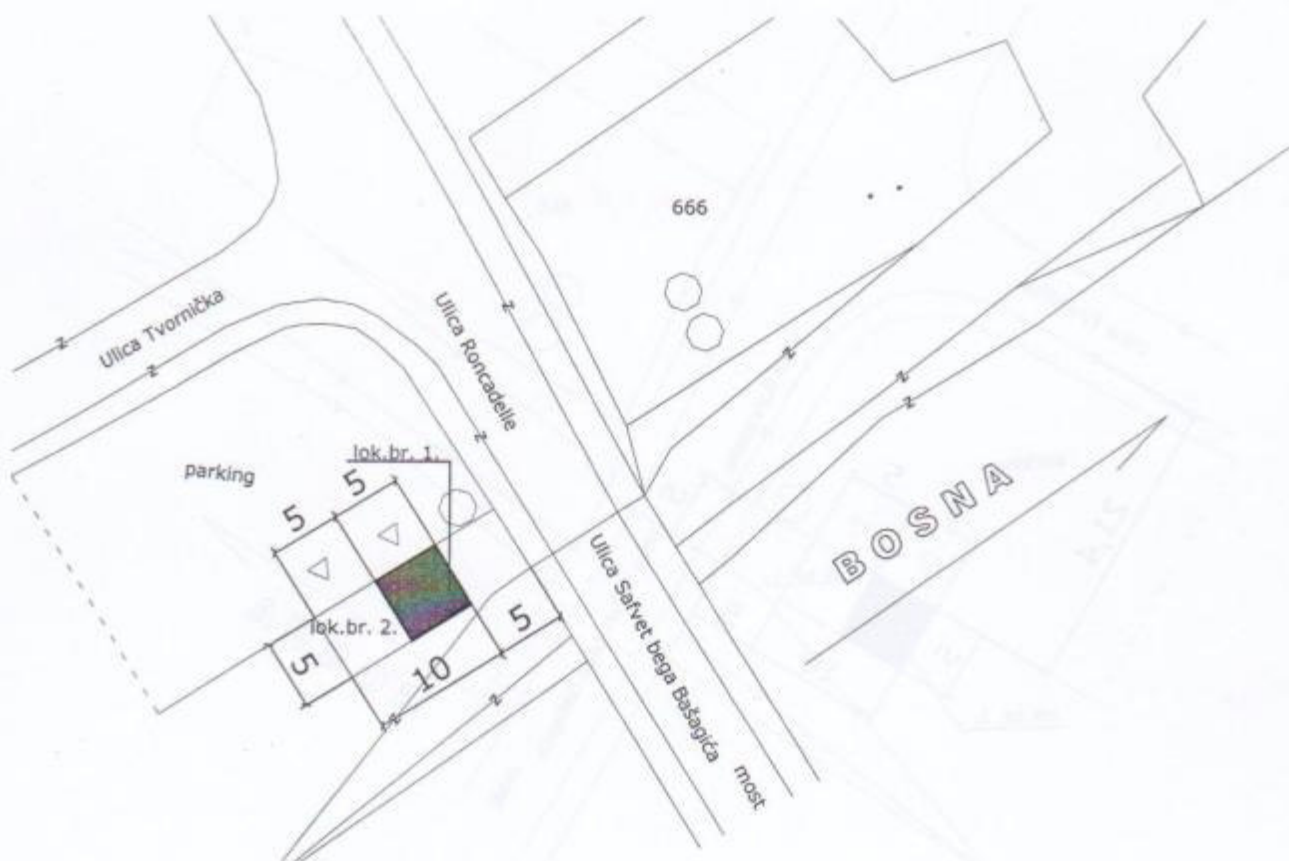 666
Ulica Tvornička
Ulica Roncadelle
lok.br. 1.
parking
5
5
BOSNA
lok.br. 2.
5
10
5
Ulica Safvet bega Bašagića
most